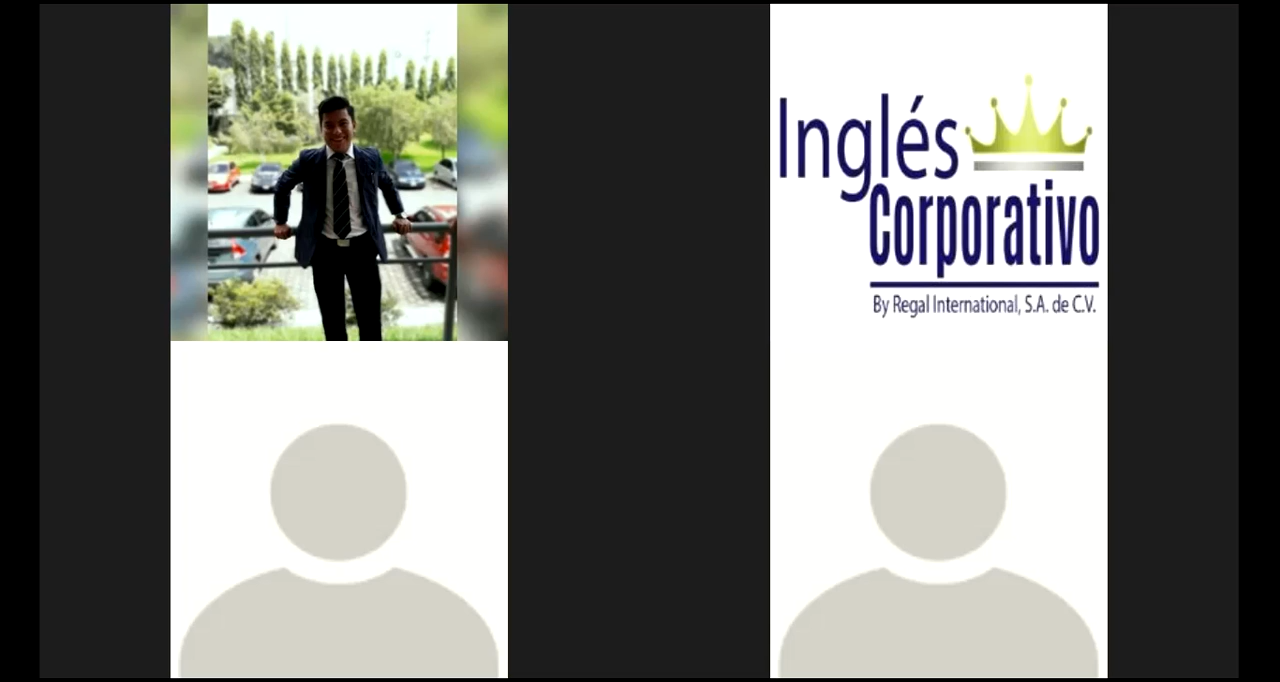 Inglés
Corporativo
By Regal International, S.A. de C.V.